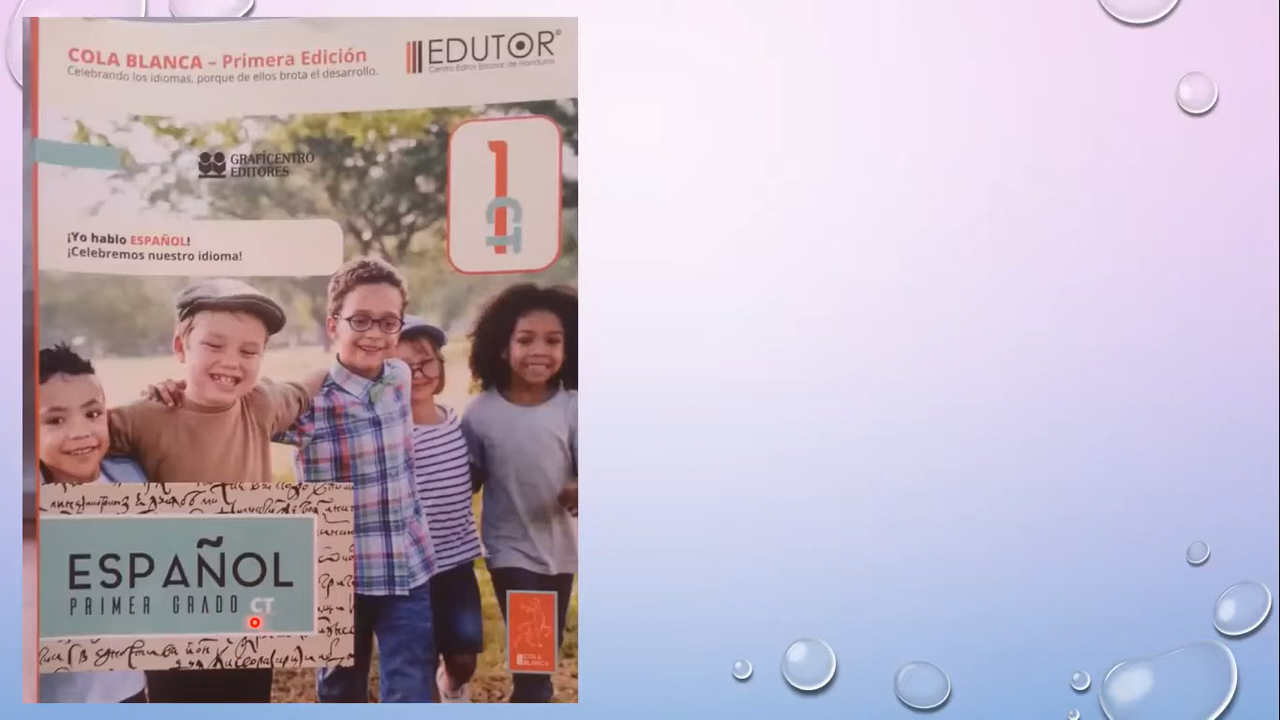 COLA BLANCA – Primera Edición
Celebrando los idiomas, porque de ellos brota el desarrollo.
EDUTOR
Centro Editor Escolar de Honduras
GRAFICENTRO
EDITORES
1
CT
¡Yo hablo ESPAÑOL!
¡Celebremos nuestro idioma!
ESPAÑOL
PRIMER GRADO CT
COLA
BLANCA